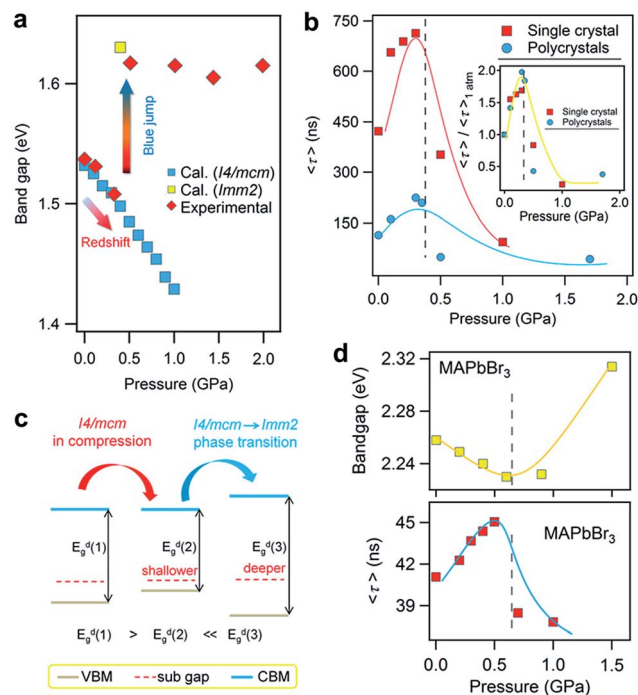 a
Band gap (eV)
1.6
1.5
1.4
Blue jump
Redshift
Cal. (I4/mcm)
Cal. (Imm2)
Experimental
0.0 0.5 1.0 1.5 2.0
Pressure (GPa)
b
<τ> (ns)
750
600
450
300
150
Single crystal
Polycrystals
<τ> / <τ>1 atm
2.0
1.5
1.0
0.5
Single crystal
Polycrystals
0.0 0.5 1.0 1.5 2.0
Pressure (GPa)
0.0 0.5 1.0 1.5 2.0
Pressure (GPa)
c
I4/mcm
in compression
I4/mcm→Imm2
phase transition
Egd(1)
Egd(2)
Egd(3)
shallower
deeper
Egd(1) > Egd(2) << Egd(3)
VBM sub gap CBM
d
MAPbBr3
Bandgap (eV)
2.32
2.28
2.24
MAPbBr3
<τ> (ns)
45
42
39
0.0 0.5 1.0 1.5
Pressure (GPa)